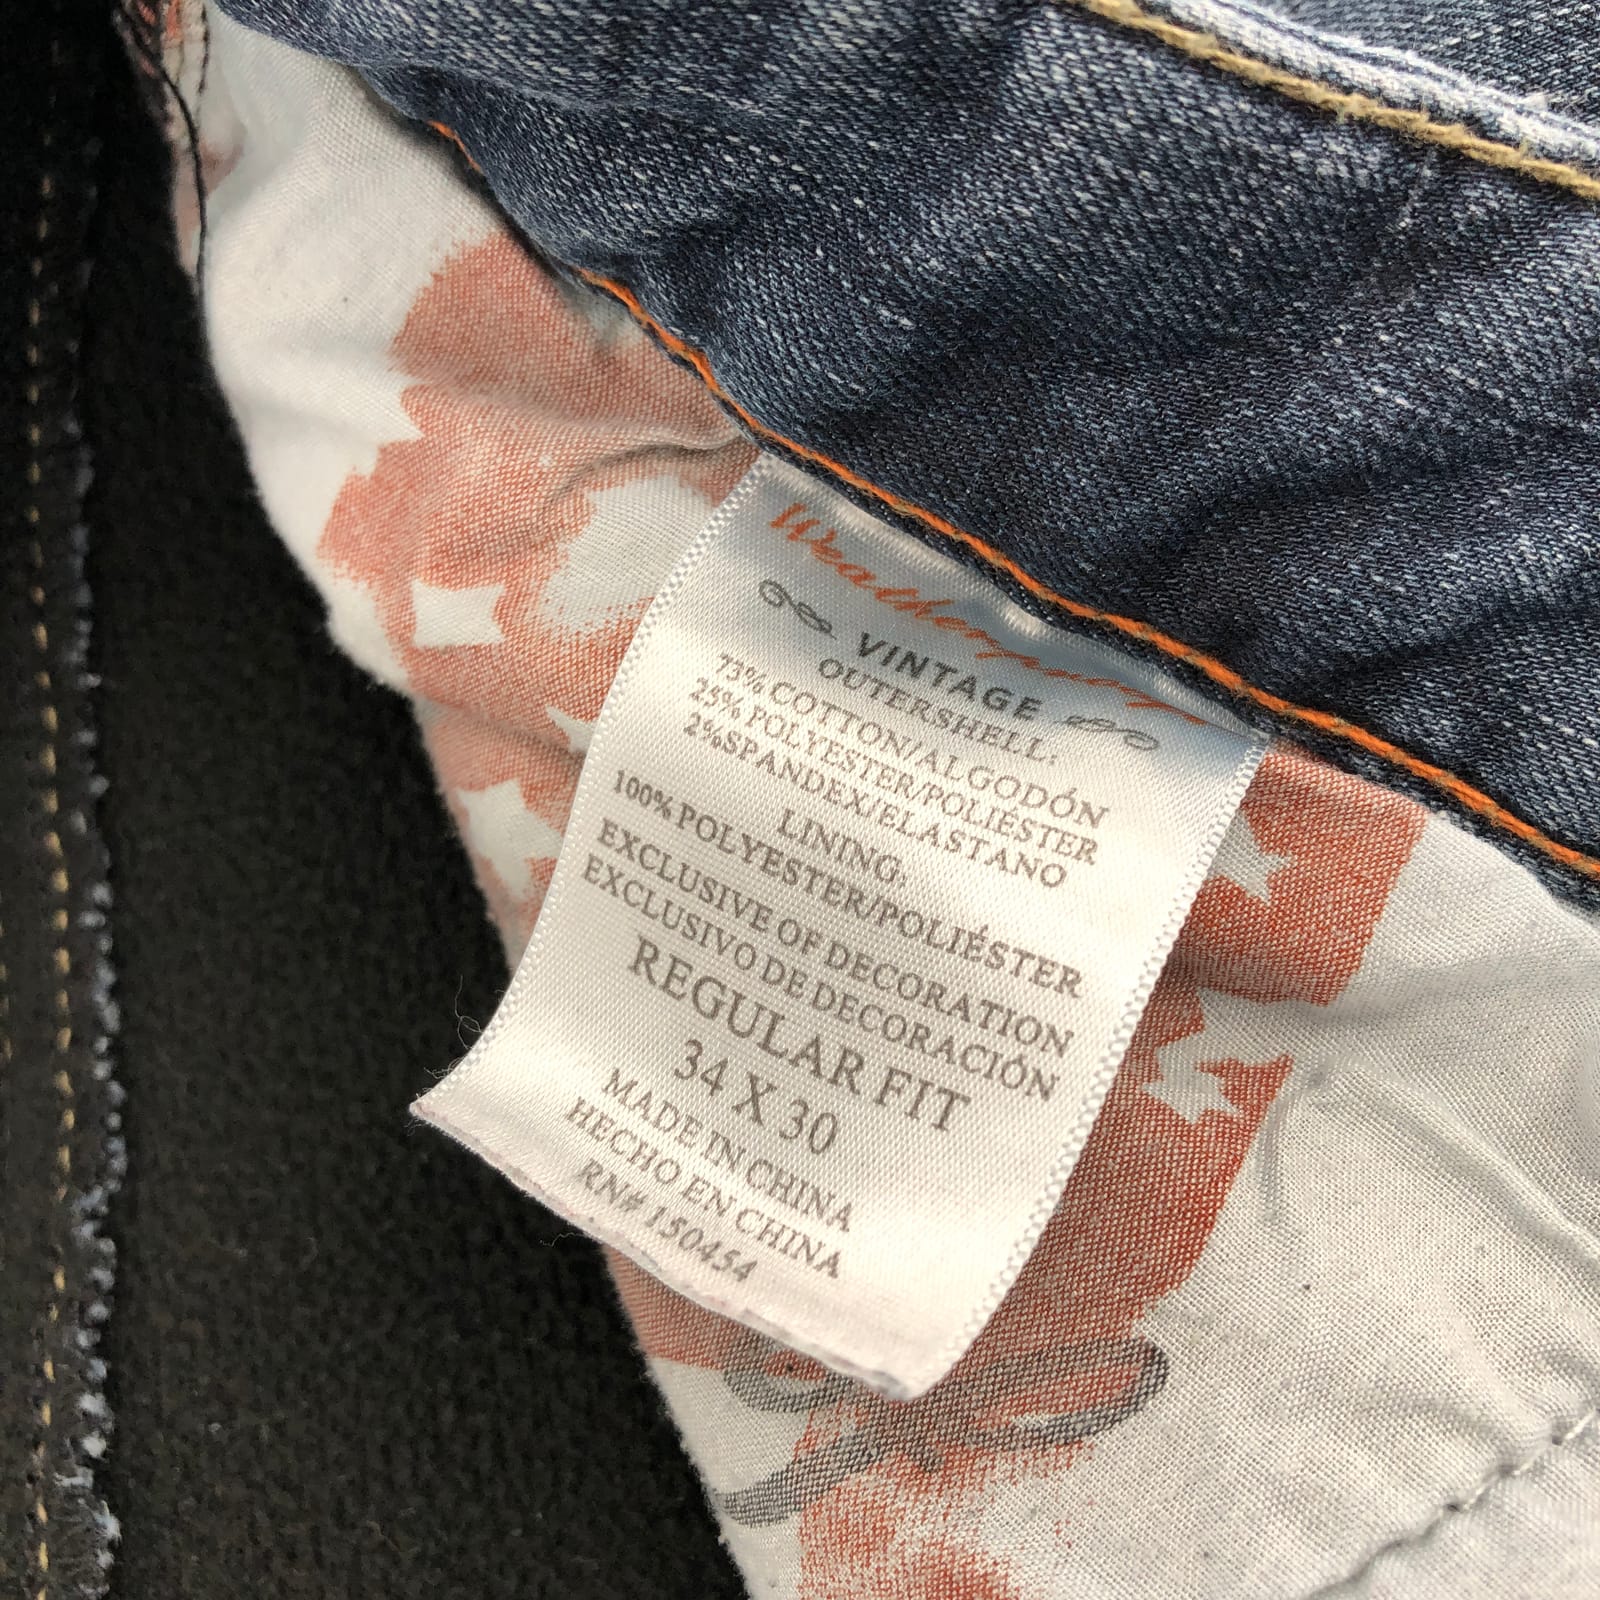 Weatherproof
VINTAGE
OUTERSHELL:
73% COTTON/ALGODÓN
25% POLYESTER/POLIÉSTER
2%SPANDEX/ELASTANO
LINING:
100% POLYESTER/POLIÉSTER
EXCLUSIVE OF DECORATION
EXCLUSIVO DE DECORACIÓN
REGULAR FIT
34 X 30
MADE IN CHINA
HECHO EN CHINA
RN# 150454